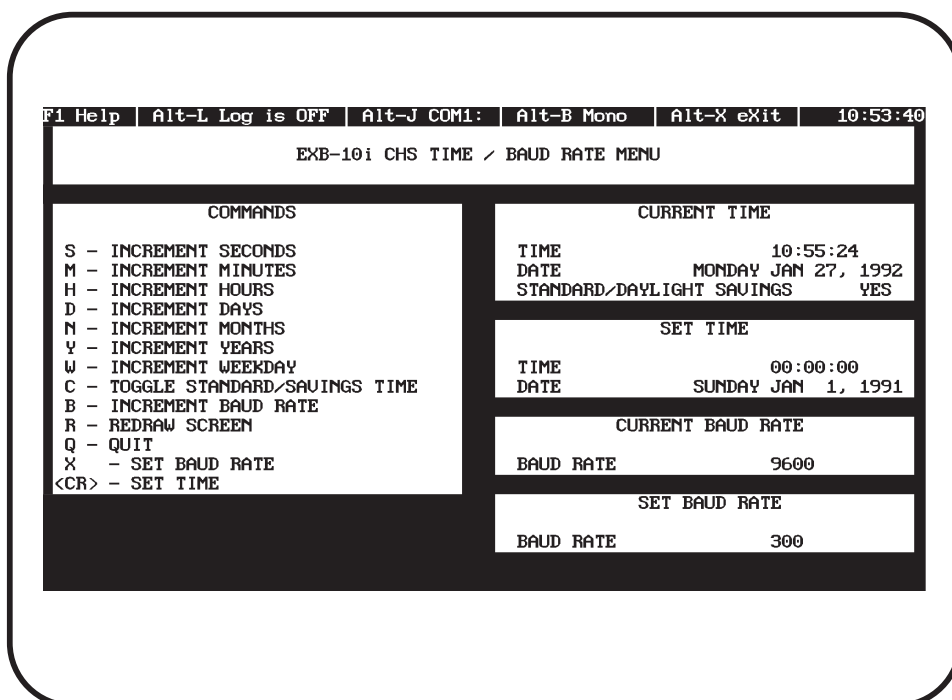 F1 Help | Alt-L Log is OFF | Alt-J COM1: | Alt-B Mono | Alt-X eXit | 10:53:40
EXB-10i CHS TIME / BAUD RATE MENU
COMMANDS
S - INCREMENT SECONDS
M - INCREMENT MINUTES
H - INCREMENT HOURS
D - INCREMENT DAYS
N - INCREMENT MONTHS
Y - INCREMENT YEARS
W - INCREMENT WEEKDAY
C - TOGGLE STANDARD/SAVINGS TIME
B - INCREMENT BAUD RATE
R - REDRAW SCREEN
Q - QUIT
X - SET BAUD RATE
<CR> - SET TIME
CURRENT TIME
TIME 10:55:24
DATE MONDAY JAN 27, 1992
STANDARD/DAYLIGHT SAVINGS YES
SET TIME
TIME 00:00:00
DATE SUNDAY JAN 1, 1991
CURRENT BAUD RATE
BAUD RATE 9600
SET BAUD RATE
BAUD RATE 300